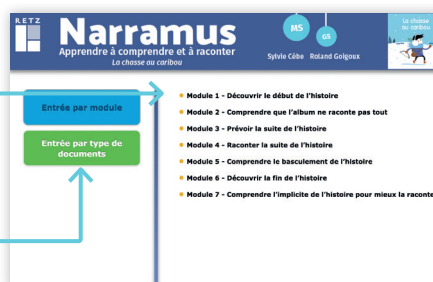 RETZ
Narramus
Apprendre à comprendre et à raconter
La chasse au caribou
MS
GS
Sylvie Cèbe Roland Goigoux
La chasse
au caribou
Entrée par module
Entrée par type de
documents
Module 1 - Découvrir le début de l'histoire
Module 2 - Comprendre que l'album ne raconte pas tout
Module 3 - Prévoir la suite de l'histoire
Module 4 - Raconter la suite de l'histoire
Module 5 - Comprendre le basculement de l'histoire
Module 6 - Découvrir la fin de l'histoire
Module 7 - Comprendre l'implicite de l'histoire pour mieux la raconte